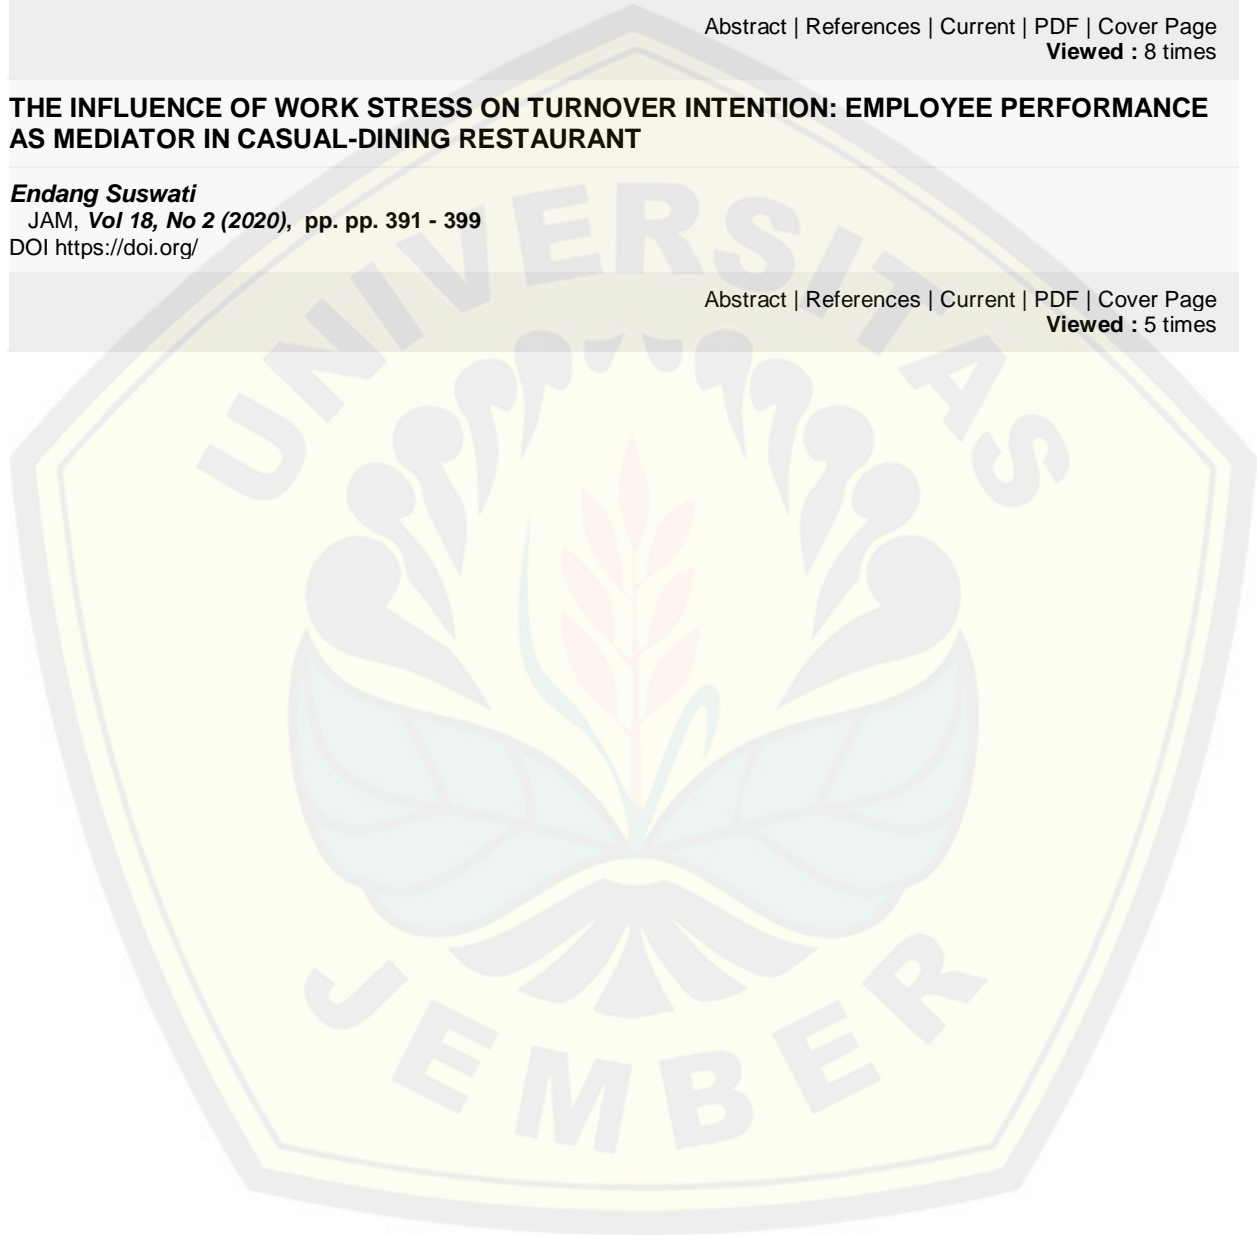 Abstract | References | Current | PDF | Cover Page
Viewed : 8 times
THE INFLUENCE OF WORK STRESS ON TURNOVER INTENTION: EMPLOYEE PERFORMANCE
AS MEDIATOR IN CASUAL-DINING RESTAURANT
Endang Suswati
JAM, Vol 18, No 2 (2020), pp. pp. 391 - 399
DOI https://doi.org/
Abstract | References | Current | PDF | Cover Page
Viewed : 5 times
UNIVERSITAS
JEMBER